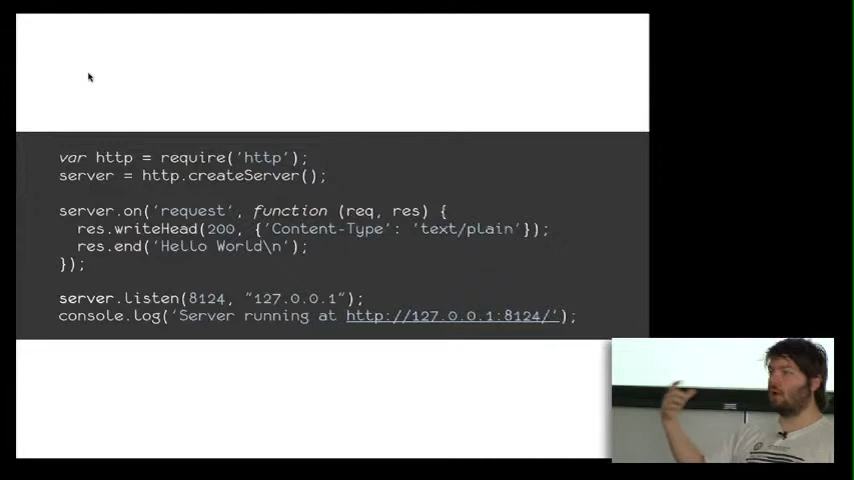 var http = require('http');
server = http.createServer();
server.on('request', function (req, res) {
res.writeHead(200, {'Content-Type': 'text/plain'});
res.end('Hello World\n');
});
server.listen(8124, "127.0.0.1");
console.log('Server running at http://127.0.0.1:8124/');